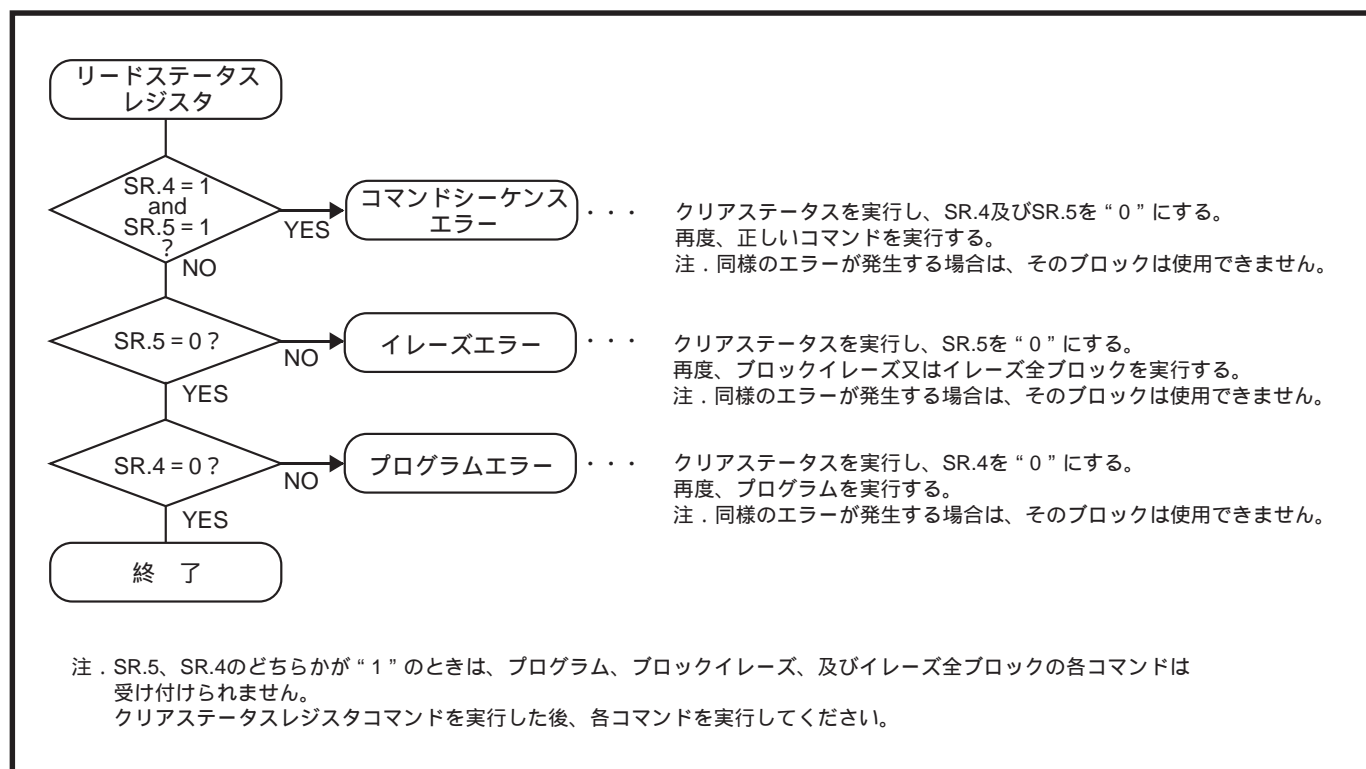 リードステータス
レジスタ
SR.4 = 1
and
SR.5 = 1
?
YES
NO
コマンドシーケンス
エラー
・・・
クリアステータスを実行し、SR.4及びSR.5を “ 0 ” にする。
再度、正しいコマンドを実行する。
注．同様のエラーが発生する場合は、そのブロックは使用できません。
SR.5 = 0 ?
NO
YES
イレーズエラー
・・・
クリアステータスを実行し、SR.5を “ 0 ” にする。
再度、ブロックイレーズ又はイレーズ全ブロックを実行する。
注．同様のエラーが発生する場合は、そのブロックは使用できません。
SR.4 = 0 ?
NO
YES
プログラムエラー
・・・
クリアステータスを実行し、SR.4を “ 0 ” にする。
再度、プログラムを実行する。
注．同様のエラーが発生する場合は、そのブロックは使用できません。
終　了
注．SR.5、SR.4のどちらかが “ 1 ” のときは、プログラム、ブロックイレーズ、及びイレーズ全ブロックの各コマンドは
受け付けられません。
クリアステータスレジスタコマンドを実行した後、各コマンドを実行してください。